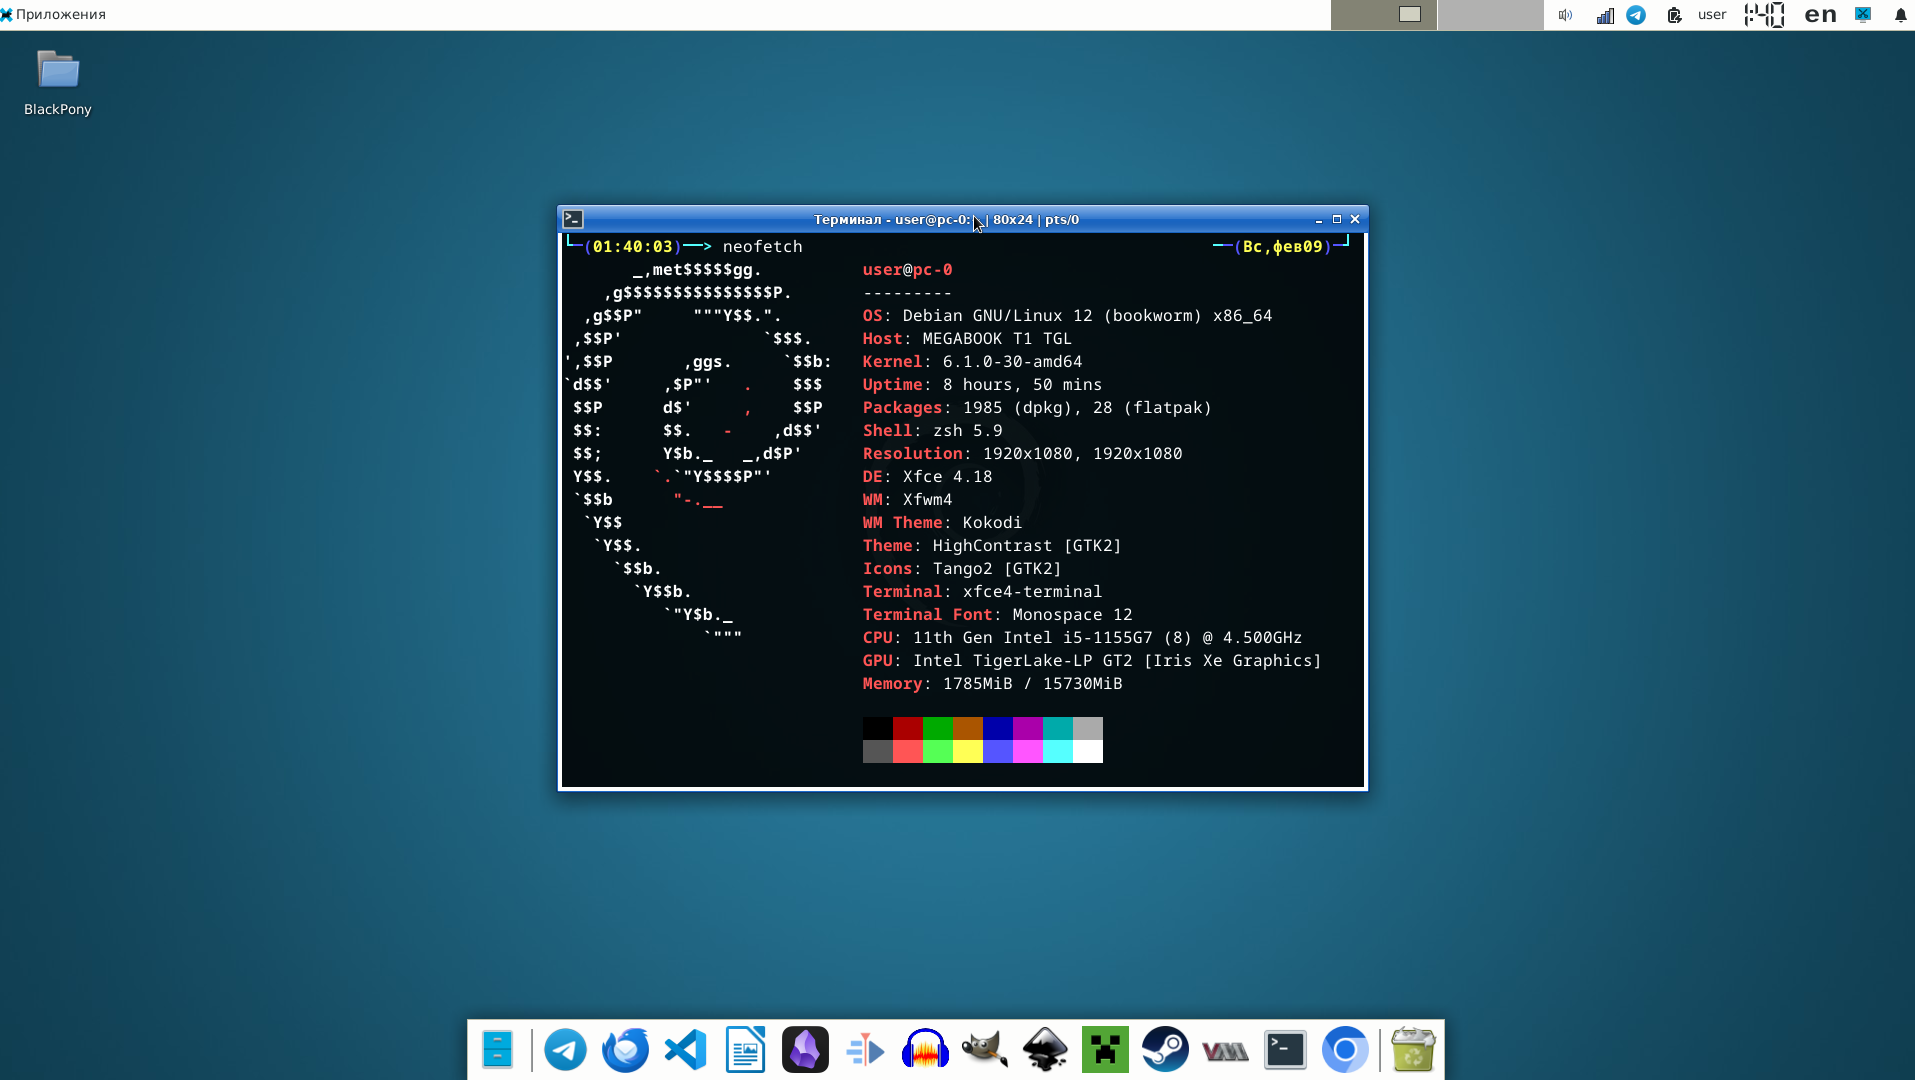 Приложения
user
1:40
en
BlackPony
Терминал - user@pc-0: | 80x24 | pts/0
└─(01:40:03)──> neofetch ──(Вс,фев09)─┘
_,met$$$$$gg. user@pc-0
,g$$$$$$$$$$$$$$$P. ---------
,g$$P" """Y$$.". OS: Debian GNU/Linux 12 (bookworm) x86_64
,$$P' `$$$. Host: MEGABOOK T1 TGL
',$$P ,ggs. `$$b: Kernel: 6.1.0-30-amd64
`d$$' ,$P"' . $$$ Uptime: 8 hours, 50 mins
$$P d$' , $$P Packages: 1985 (dpkg), 28 (flatpak)
$$: $$. - ,d$$' Shell: zsh 5.9
$$; Y$b._ _,d$P' Resolution: 1920x1080, 1920x1080
Y$$. `.`"Y$$$$P"' DE: Xfce 4.18
`$$b "-.__ WM: Xfwm4
`Y$$ WM Theme: Kokodi
`Y$$. Theme: HighContrast [GTK2]
`$$b. Icons: Tango2 [GTK2]
`Y$$b. Terminal: xfce4-terminal
`"Y$b._ Terminal Font: Monospace 12
`""" CPU: 11th Gen Intel i5-1155G7 (8) @ 4.500GHz
GPU: Intel TigerLake-LP GT2 [Iris Xe Graphics]
Memory: 1785MiB / 15730MiB